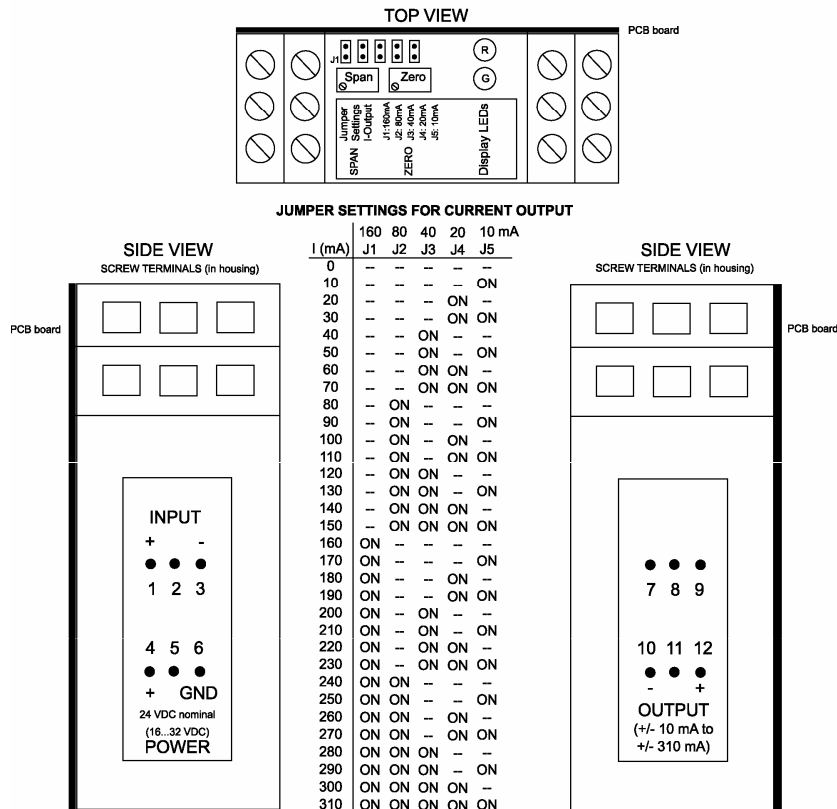 TOP VIEW
PCB board
J1
R
Span
Zero
G
Jumper
Settings
I-Output
J1:160mA
J2: 80mA
J3: 40mA
J4: 20mA
J5: 10mA
SPAN
ZERO
Display LEDs
JUMPER SETTINGS FOR CURRENT OUTPUT
160 80 40 20 10 mA
I (mA) J1 J2 J3 J4 J5
0 -- -- -- -- --
10 -- -- -- -- ON
20 -- -- -- ON --
30 -- -- -- ON ON
40 -- -- ON -- --
50 -- -- ON -- ON
60 -- -- ON ON --
70 -- -- ON ON ON
80 -- ON -- -- --
90 -- ON -- -- ON
100 -- ON -- ON --
110 -- ON -- ON ON
120 -- ON ON -- --
130 -- ON ON -- ON
140 -- ON ON ON --
150 -- ON ON ON ON
160 ON -- -- -- --
170 ON -- -- -- ON
180 ON -- -- ON --
190 ON -- -- ON ON
200 ON -- ON -- --
210 ON -- ON -- ON
220 ON -- ON ON --
230 ON -- ON ON ON
240 ON ON -- -- --
250 ON ON -- -- ON
260 ON ON -- ON --
270 ON ON -- ON ON
280 ON ON ON -- --
290 ON ON ON -- ON
300 ON ON ON ON --
310 ON ON ON ON ON
SIDE VIEW
SCREW TERMINALS (in housing)
PCB board
INPUT
+ -
1 2 3
4 5 6
+ GND
24 VDC nominal
(16...32 VDC)
POWER
SIDE VIEW
SCREW TERMINALS (in housing)
PCB board
7 8 9
10 11 12
- +
OUTPUT
(+/- 10 mA to
+/- 310 mA)